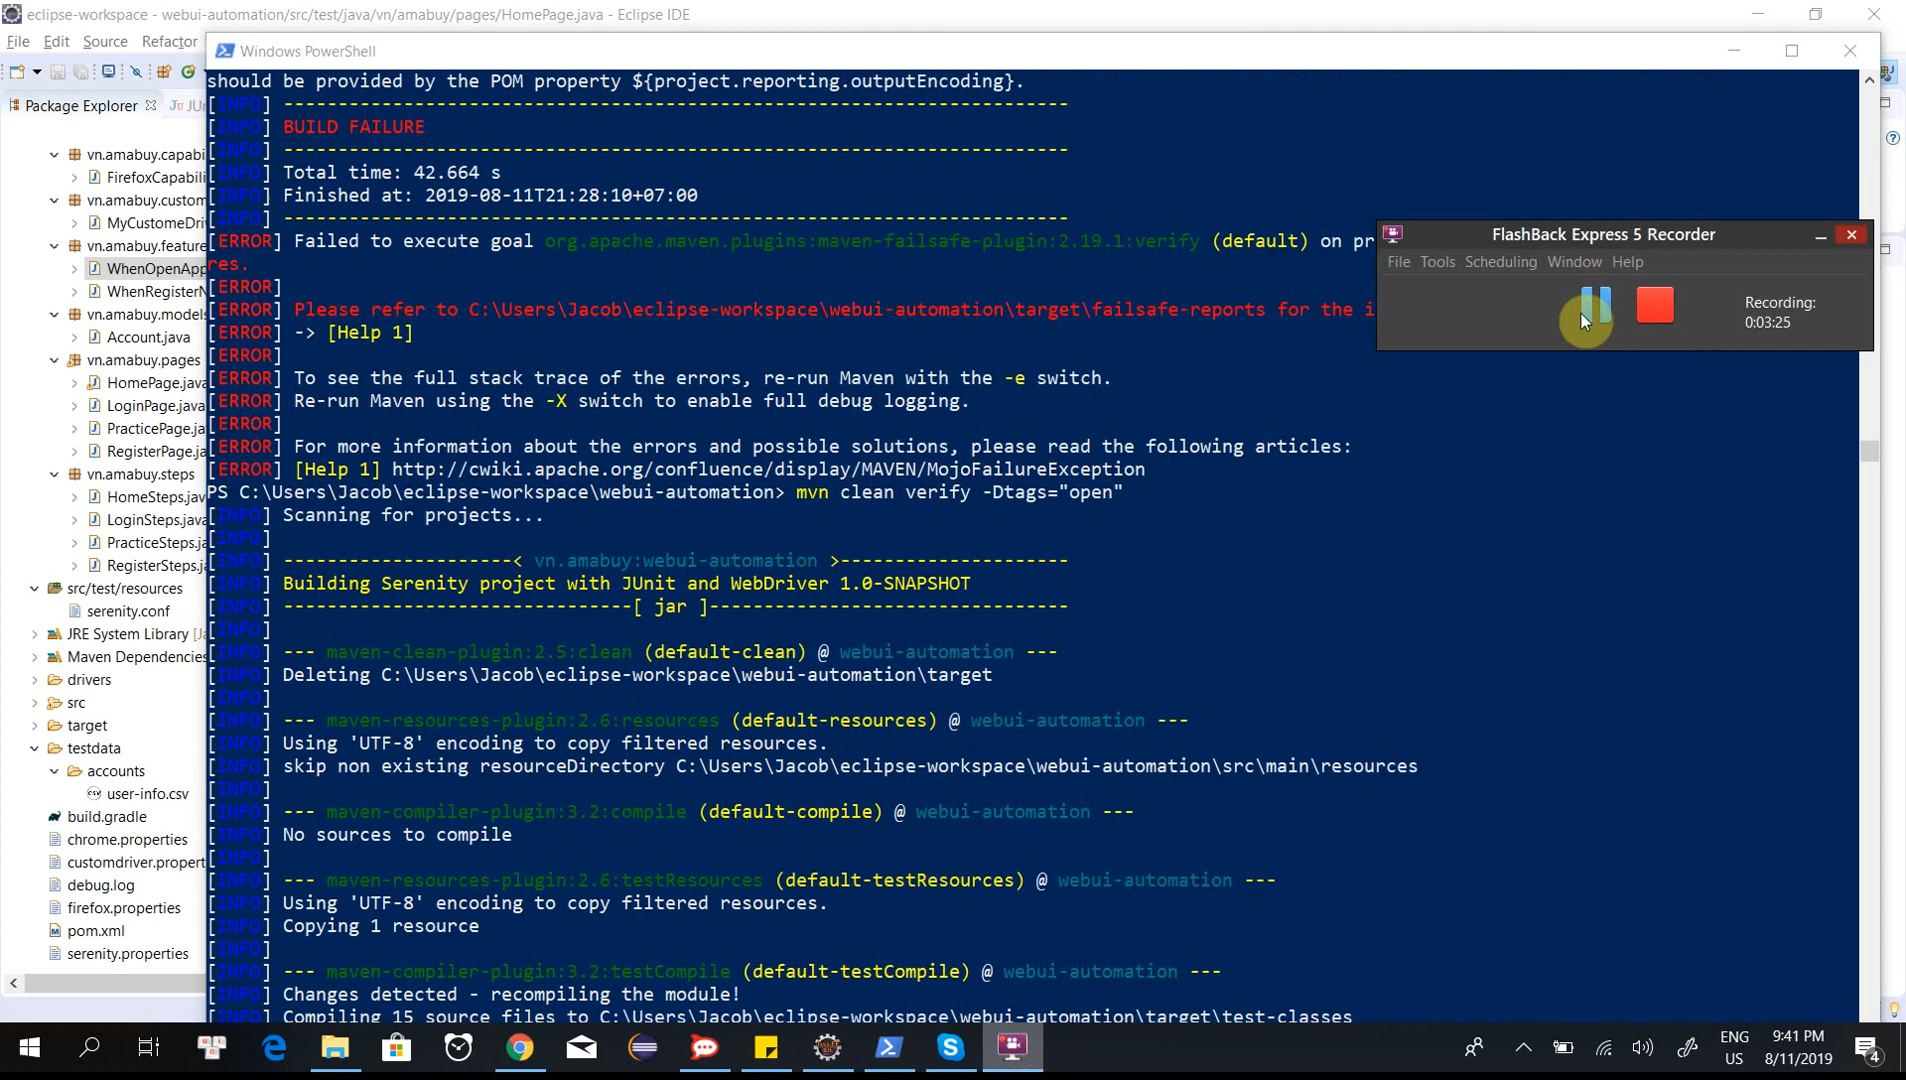 eclipse-workspace - webui-automation/src/test/java/vn/amabuy/pages/HomePage.java - Eclipse IDE
File Edit Source Refactor
Package Explorer
vn.amabuy.capabi
FirefoxCapabili
vn.amabuy.custom
MyCustomeDri
vn.amabuy.feature
WhenOpenApp
WhenRegisterN
vn.amabuy.models
Account.java
vn.amabuy.pages
HomePage.java
LoginPage.java
PracticePage.jav
RegisterPage.ja
vn.amabuy.steps
HomeSteps.jav
LoginSteps.java
PracticeSteps.ja
RegisterSteps.ja
src/test/resources
serenity.conf
JRE System Library [Ja
Maven Dependencies
drivers
src
target
testdata
accounts
user-info.csv
build.gradle
chrome.properties
customdriver.propert
debug.log
firefox.properties
pom.xml
serenity.properties
Windows PowerShell
should be provided by the POM property ${project.reporting.outputEncoding}.
[INFO] ------------------------------------------------------------------------
[INFO] BUILD FAILURE
[INFO] ------------------------------------------------------------------------
[INFO] Total time: 42.664 s
[INFO] Finished at: 2019-08-11T21:28:10+07:00
[INFO] ------------------------------------------------------------------------
[ERROR] Failed to execute goal org.apache.maven.plugins:maven-failsafe-plugin:2.19.1:verify (default) on pr
res.
[ERROR]
[ERROR] Please refer to C:\Users\Jacob\eclipse-workspace\webui-automation\target\failsafe-reports for the i
[ERROR] -> [Help 1]
[ERROR]
[ERROR] To see the full stack trace of the errors, re-run Maven with the -e switch.
[ERROR] Re-run Maven using the -X switch to enable full debug logging.
[ERROR]
[ERROR] For more information about the errors and possible solutions, please read the following articles:
[ERROR] [Help 1] http://cwiki.apache.org/confluence/display/MAVEN/MojoFailureException
PS C:\Users\Jacob\eclipse-workspace\webui-automation> mvn clean verify -Dtags="open"
[INFO] Scanning for projects...
[INFO]
[INFO] ---------------------< vn.amabuy:webui-automation >---------------------
[INFO] Building Serenity project with JUnit and WebDriver 1.0-SNAPSHOT
[INFO] --------------------------------[ jar ]---------------------------------
[INFO]
[INFO] --- maven-clean-plugin:2.5:clean (default-clean) @ webui-automation ---
[INFO] Deleting C:\Users\Jacob\eclipse-workspace\webui-automation\target
[INFO]
[INFO] --- maven-resources-plugin:2.6:resources (default-resources) @ webui-automation ---
[INFO] Using 'UTF-8' encoding to copy filtered resources.
[INFO] skip non existing resourceDirectory C:\Users\Jacob\eclipse-workspace\webui-automation\src\main\resources
[INFO]
[INFO] --- maven-compiler-plugin:3.2:compile (default-compile) @ webui-automation ---
[INFO] No sources to compile
[INFO]
[INFO] --- maven-resources-plugin:2.6:testResources (default-testResources) @ webui-automation ---
[INFO] Using 'UTF-8' encoding to copy filtered resources.
[INFO] Copying 1 resource
[INFO]
[INFO] --- maven-compiler-plugin:3.2:testCompile (default-testCompile) @ webui-automation ---
[INFO] Changes detected - recompiling the module!
[INFO] Compiling 15 source files to C:\Users\Jacob\eclipse-workspace\webui-automation\target\test-classes
FlashBack Express 5 Recorder
File Tools Scheduling Window Help
Recording:
0:03:25
ENG
US
9:41 PM
8/11/2019
4